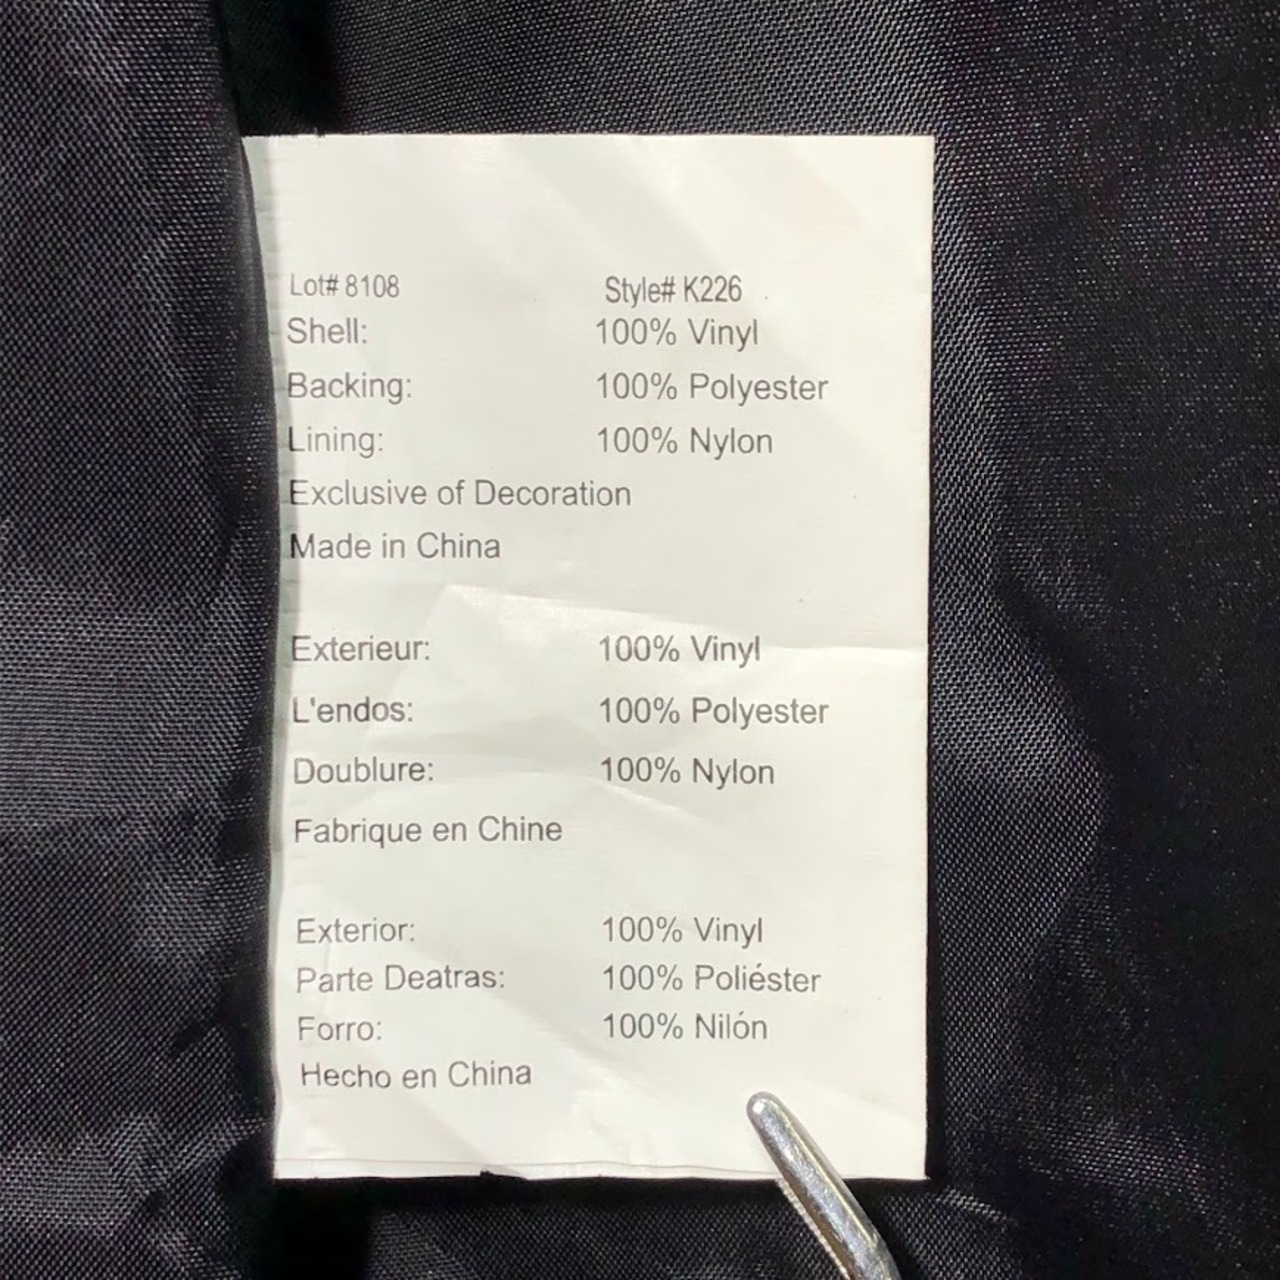 Lot# 8108 Style# K226
Shell: 100% Vinyl
Backing: 100% Polyester
Lining: 100% Nylon
Exclusive of Decoration
Made in China
Exterieur: 100% Vinyl
L'endos: 100% Polyester
Doublure: 100% Nylon
Fabrique en Chine
Exterior: 100% Vinyl
Parte Deatras: 100% Poliéster
Forro: 100% Nilón
Hecho en China